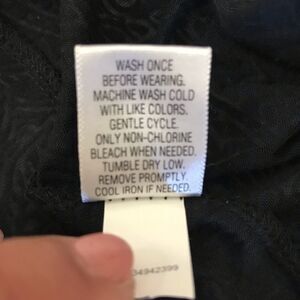 WASH ONCE
BEFORE WEARING.
MACHINE WASH COLD
WITH LIKE COLORS.
GENTLE CYCLE.
ONLY NON-CHLORINE
BLEACH WHEN NEEDED.
TUMBLE DRY LOW.
REMOVE PROMPTLY.
COOL IRON IF NEEDED.
34942399